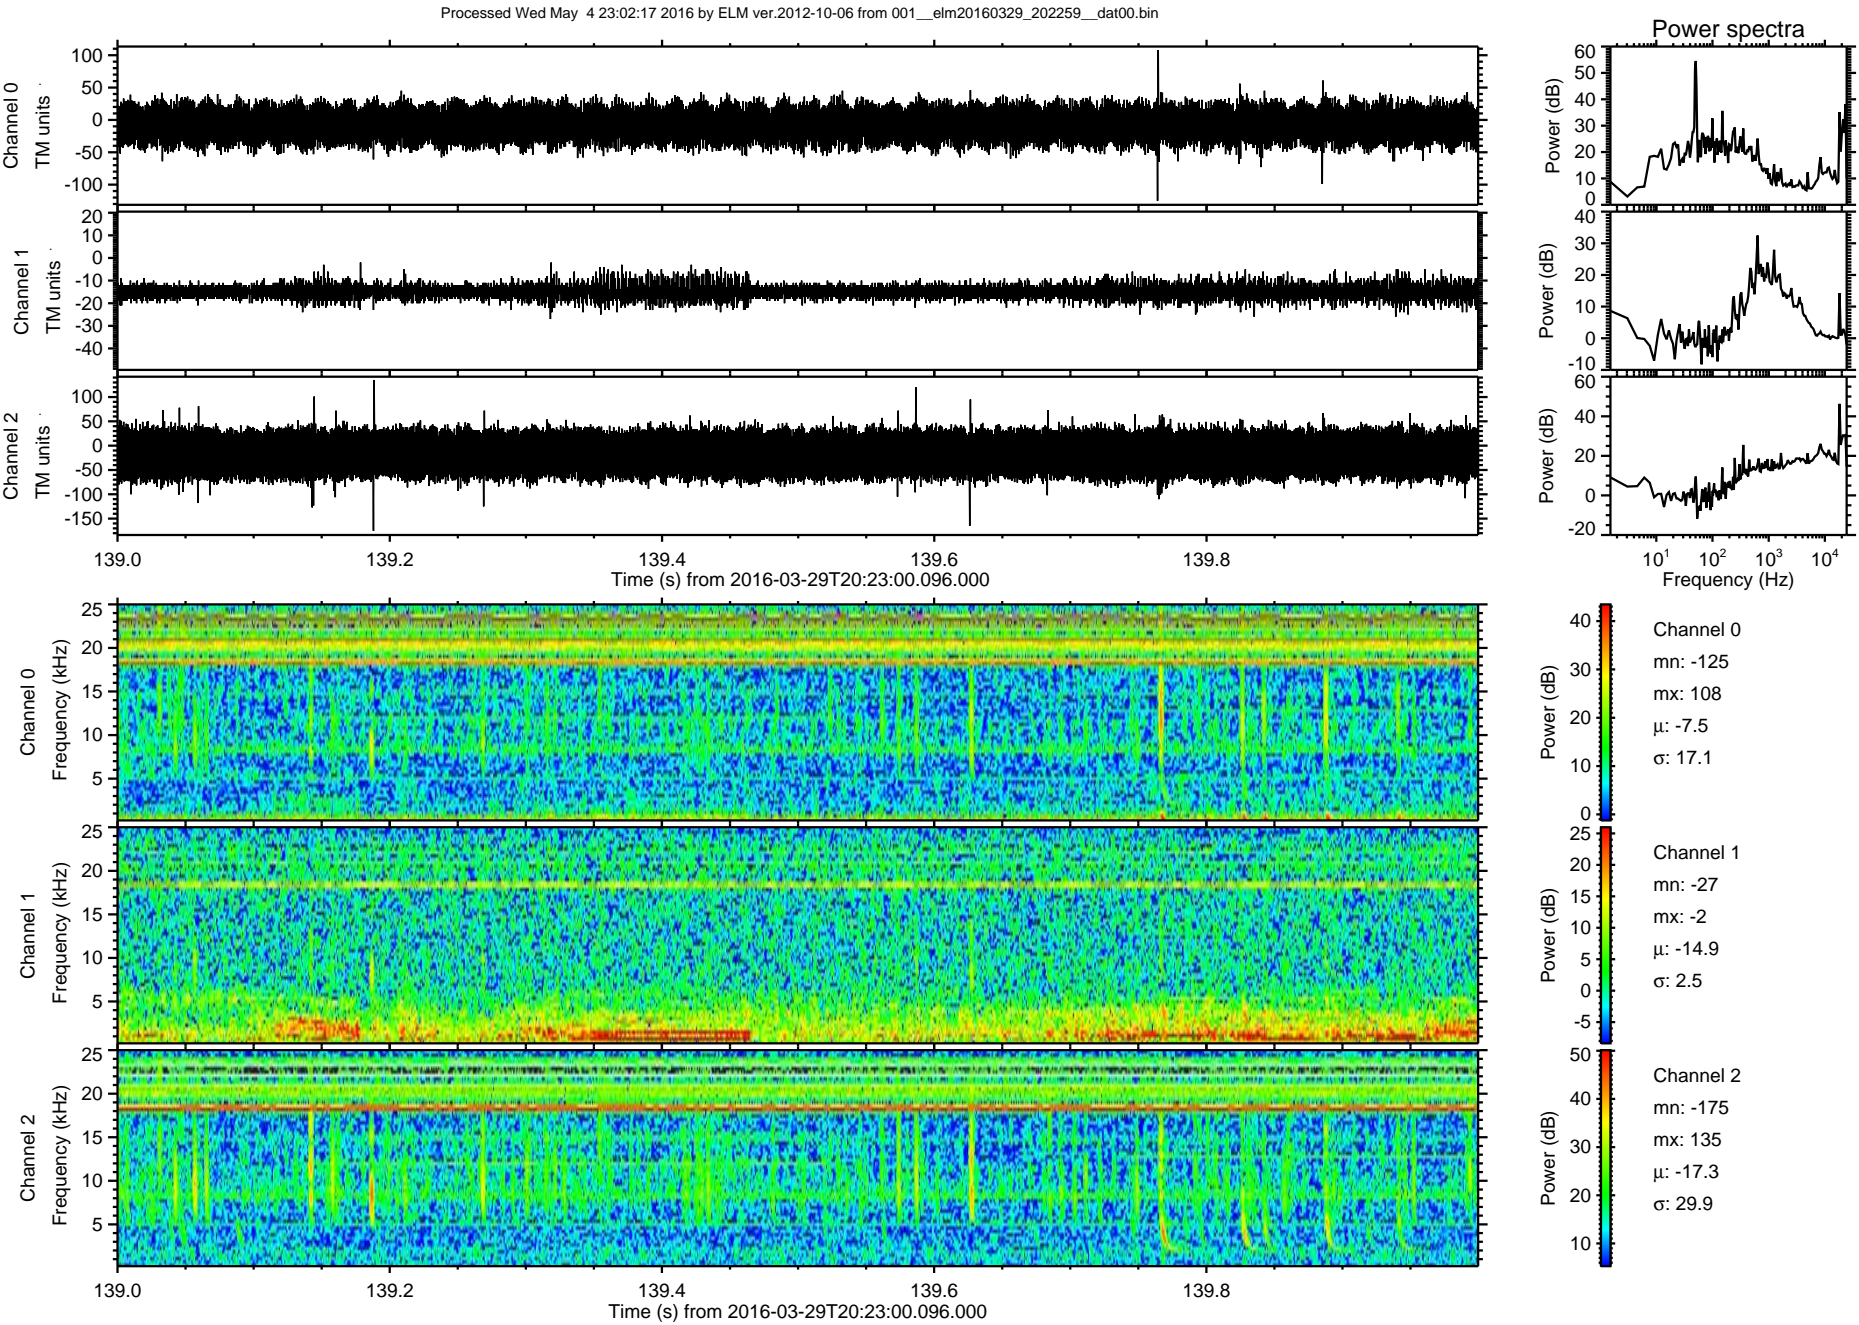 Processed Wed May  4 23:02:17 2016 by ELM ver.2012-10-06 from 001__elm20160329_202259__dat00.bin
Power spectra
Channel 0
TM units
100
50
0
-50
-100
Power (dB)
60
50
40
30
20
10
0
Channel 1
TM units
20
10
0
-10
-20
-30
-40
Power (dB)
40
30
20
10
0
-10
Channel 2
TM units
100
50
0
-50
-100
-150
Power (dB)
60
40
20
0
-20
139.0 139.2 139.4 139.6 139.8
Time (s) from 2016-03-29T20:23:00.096.000
10¹ 10² 10³ 10⁴
Frequency (Hz)
Channel 0
Frequency (kHz)
25
20
15
10
5
Power (dB)
40
30
20
10
0
Channel 0
mn: -125
mx: 108
µ: -7.5
σ: 17.1
Channel 1
Frequency (kHz)
25
20
15
10
5
Power (dB)
25
20
15
10
5
0
-5
Channel 1
mn: -27
mx: -2
µ: -14.9
σ: 2.5
Channel 2
Frequency (kHz)
25
20
15
10
5
Power (dB)
50
40
30
20
10
Channel 2
mn: -175
mx: 135
µ: -17.3
σ: 29.9
139.0 139.2 139.4 139.6 139.8
Time (s) from 2016-03-29T20:23:00.096.000